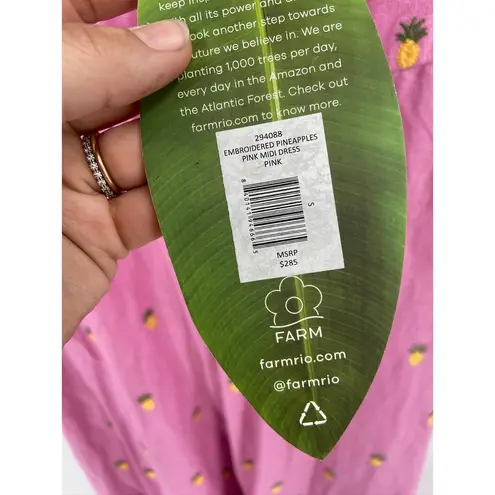 keep
with all its power and
took another step towards
future we believe in. We are
planting 1,000 trees per day,
every day in the Amazon and
the Atlantic Forest. Check out
farmrio.com to know more.
294088
EMBROIDERED PINEAPPLES
PINK MIDI DRESS
PINK
S
MSRP
$285
FARM
farmrio.com
@farmrio